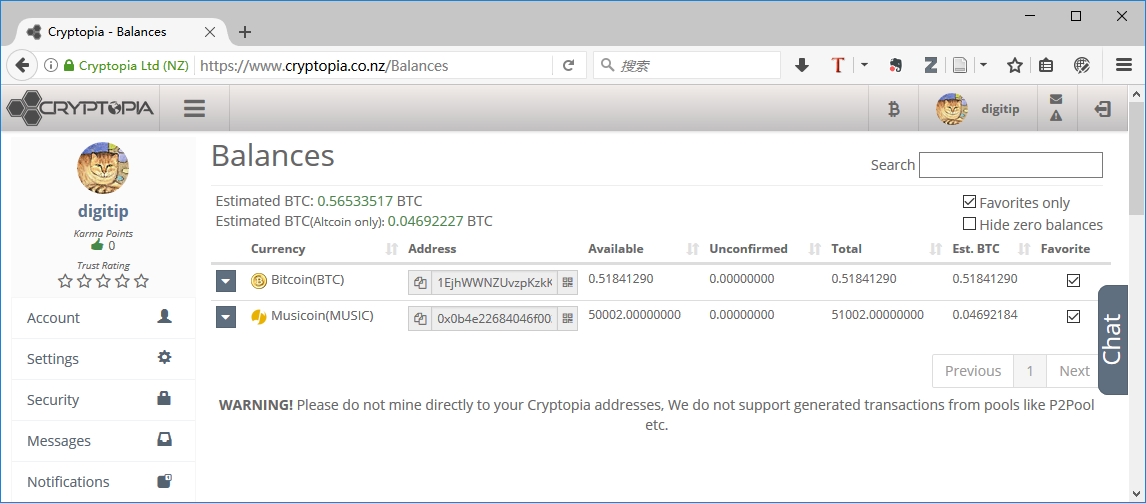 Cryptopia - Balances
Cryptopia Ltd (NZ) https://www.cryptopia.co.nz/Balances 搜索
CRYPTOPIA digitip
digitip
Karma Points
0
Trust Rating
Account
Settings
Security
Messages
Notifications
Balances
Search
Estimated BTC: 0.56533517 BTC
Estimated BTC(Altcoin only): 0.04692227 BTC
Favorites only
Hide zero balances
Currency Address Available Unconfirmed Total Est. BTC Favorite
Bitcoin(BTC) 1EjhWWNZUvzpKzkK 0.51841290 0.00000000 0.51841290 0.51841290
Musicoin(MUSIC) 0x0b4e22684046f00 50002.00000000 0.00000000 51002.00000000 0.04692184
Previous 1 Next
WARNING! Please do not mine directly to your Cryptopia addresses, We do not support generated transactions from pools like P2Pool
etc.
Chat